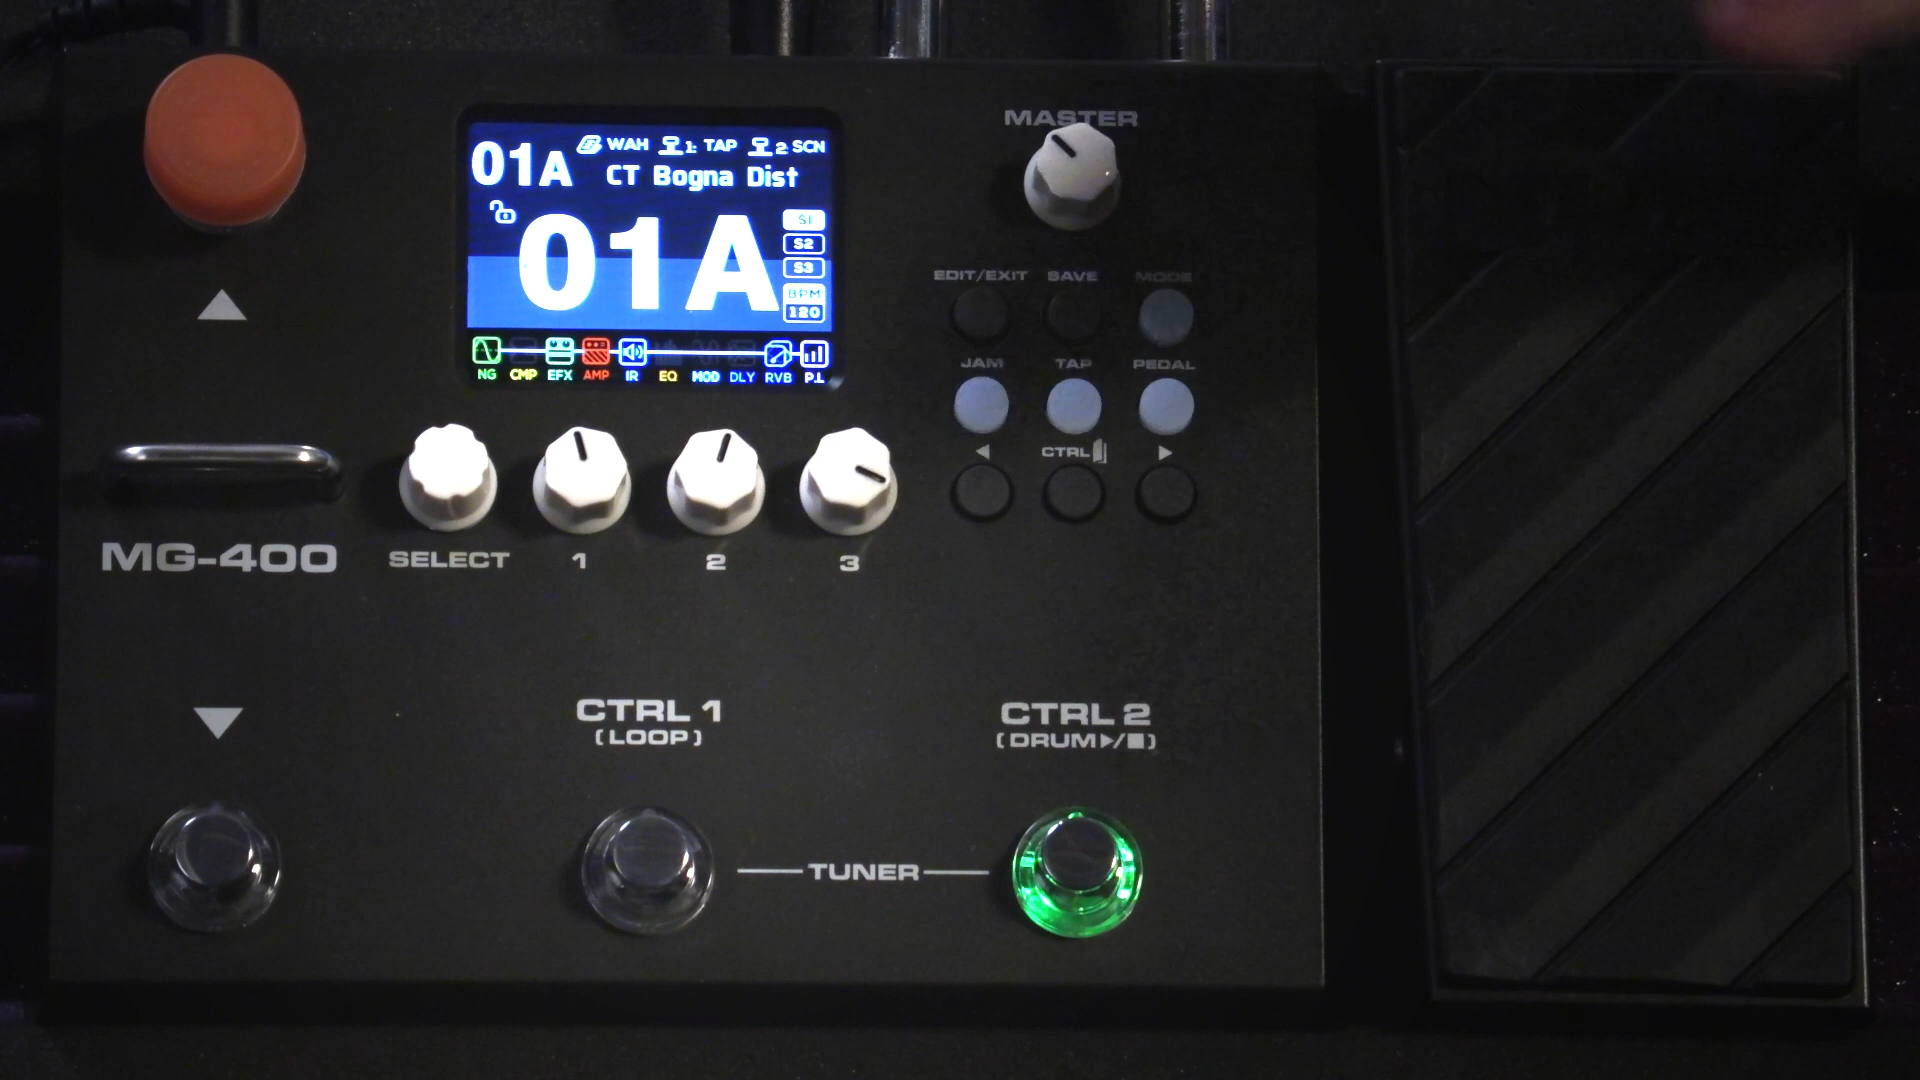 MASTER
WAH 1: TAP 2: SCN
01A CT Bogna Dist
01A
S1
S2
S3
BPM
120
NG CMP EFX AMP IR EQ MOD DLY RVB P.L
EDIT/EXIT SAVE MODE
JAM TAP PEDAL
◀ CTRL ▶
MG-400
SELECT 1 2 3
CTRL 1
(LOOP)
CTRL 2
(DRUM▶/■)
TUNER